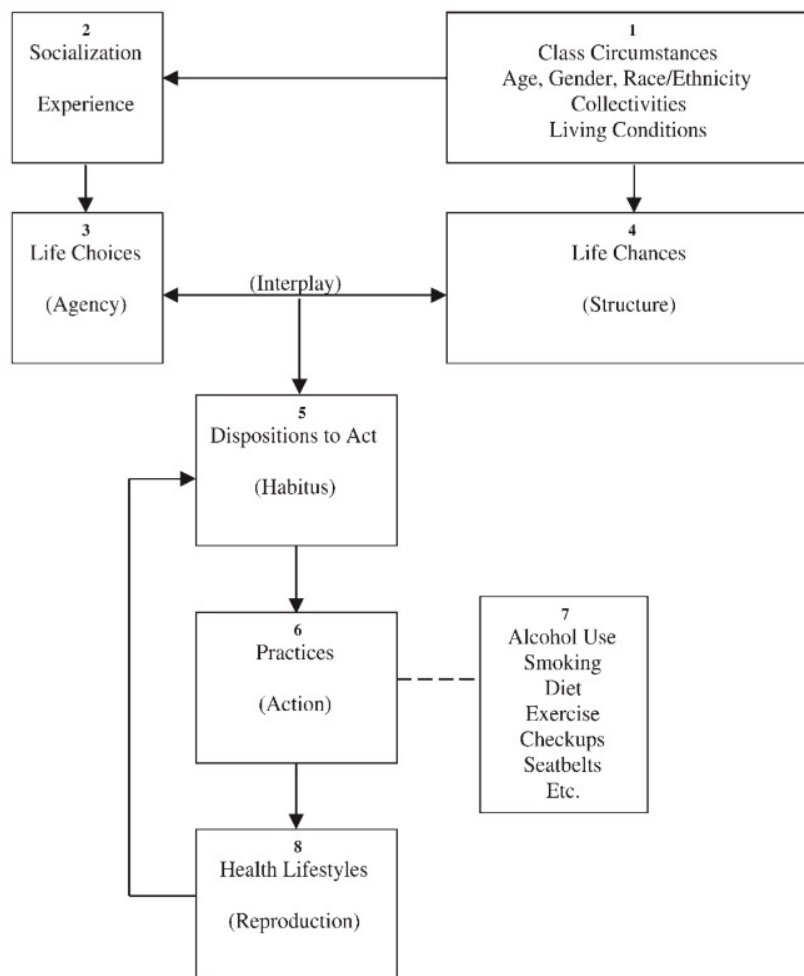 2
Socialization
Experience
1
Class Circumstances
Age, Gender, Race/Ethnicity
Collectivities
Living Conditions
3
Life Choices
(Agency)
(Interplay)
4
Life Chances
(Structure)
5
Dispositions to Act
(Habitus)
6
Practices
(Action)
7
Alcohol Use
Smoking
Diet
Exercise
Checkups
Seatbelts
Etc.
8
Health Lifestyles
(Reproduction)